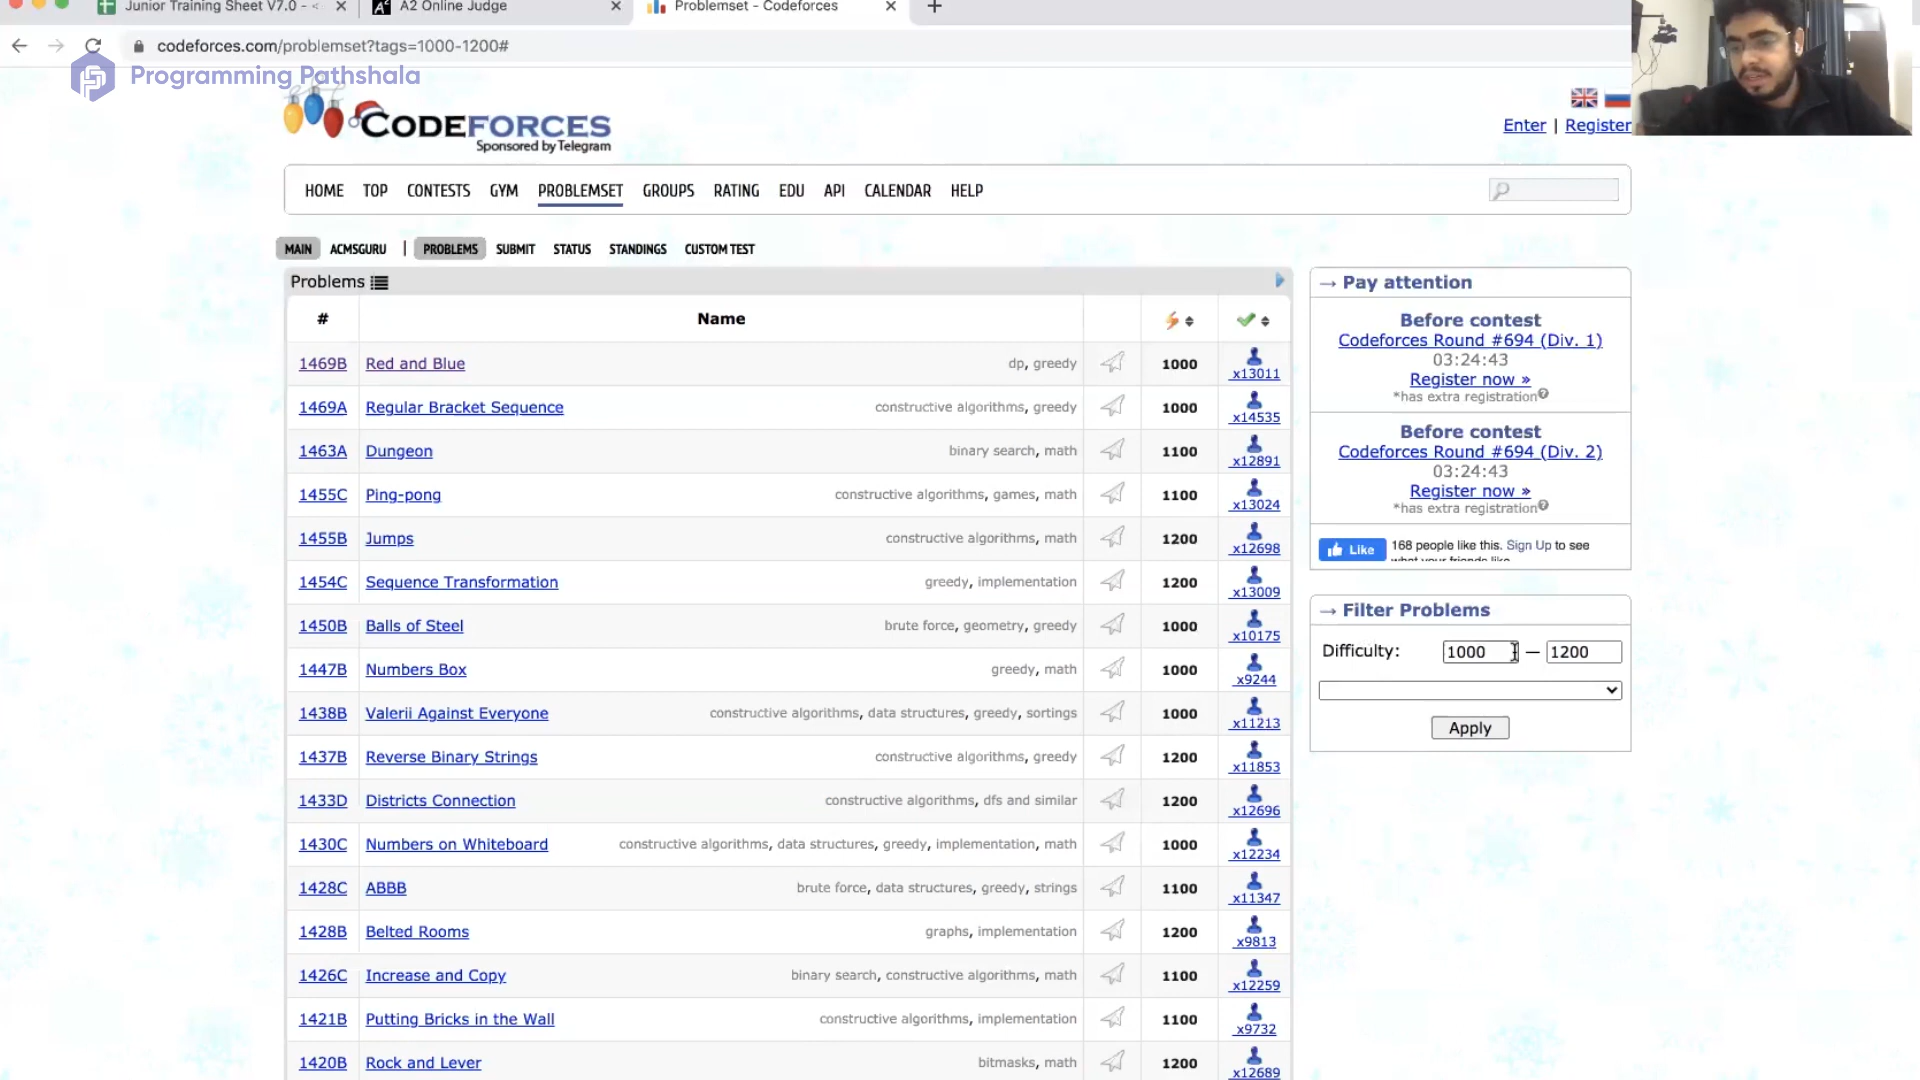 Junior Training Sheet V7.0 - <
A2 Online Judge
Problemset - Codeforces
codeforces.com/problemset?tags=1000-1200#
Programming Pathshala
CODEFORCES
Sponsored by Telegram
Enter | Register
HOME TOP CONTESTS GYM PROBLEMSET GROUPS RATING EDU API CALENDAR HELP
MAIN ACMSGURU | PROBLEMS SUBMIT STATUS STANDINGS CUSTOM TEST
Problems
# Name
1469B Red and Blue dp, greedy 1000 x13011
1469A Regular Bracket Sequence constructive algorithms, greedy 1000 x14535
1463A Dungeon binary search, math 1100 x12891
1455C Ping-pong constructive algorithms, games, math 1100 x13024
1455B Jumps constructive algorithms, math 1200 x12698
1454C Sequence Transformation greedy, implementation 1200 x13009
1450B Balls of Steel brute force, geometry, greedy 1000 x10175
1447B Numbers Box greedy, math 1000 x9244
1438B Valerii Against Everyone constructive algorithms, data structures, greedy, sortings 1000 x11213
1437B Reverse Binary Strings constructive algorithms, greedy 1200 x11853
1433D Districts Connection constructive algorithms, dfs and similar 1200 x12696
1430C Numbers on Whiteboard constructive algorithms, data structures, greedy, implementation, math 1000 x12234
1428C ABBB brute force, data structures, greedy, strings 1100 x11347
1428B Belted Rooms graphs, implementation 1200 x9813
1426C Increase and Copy binary search, constructive algorithms, math 1100 x12259
1421B Putting Bricks in the Wall constructive algorithms, implementation 1100 x9732
1420B Rock and Lever bitmasks, math 1200 x12689
→ Pay attention
Before contest
Codeforces Round #694 (Div. 1)
03:24:43
Register now »
*has extra registration
Before contest
Codeforces Round #694 (Div. 2)
03:24:43
Register now »
*has extra registration
Like 168 people like this. Sign Up to see
what your friends like.
→ Filter Problems
Difficulty: 1000 — 1200
Apply